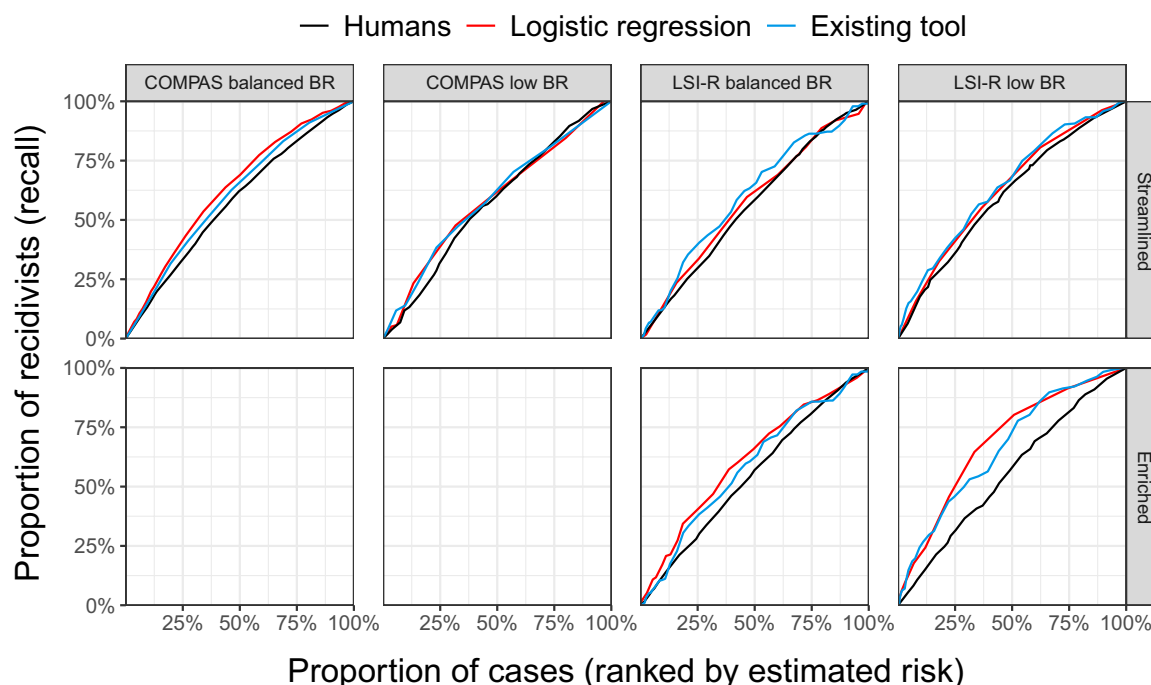 Humans Logistic regression Existing tool
COMPAS balanced BR COMPAS low BR LSI-R balanced BR LSI-R low BR
100%
75%
50%
25%
0%
Streamlined
100%
75%
50%
25%
0%
Enriched
25% 50% 75% 100% 25% 50% 75% 100% 25% 50% 75% 100% 25% 50% 75% 100%
Proportion of recidivists (recall)
Proportion of cases (ranked by estimated risk)